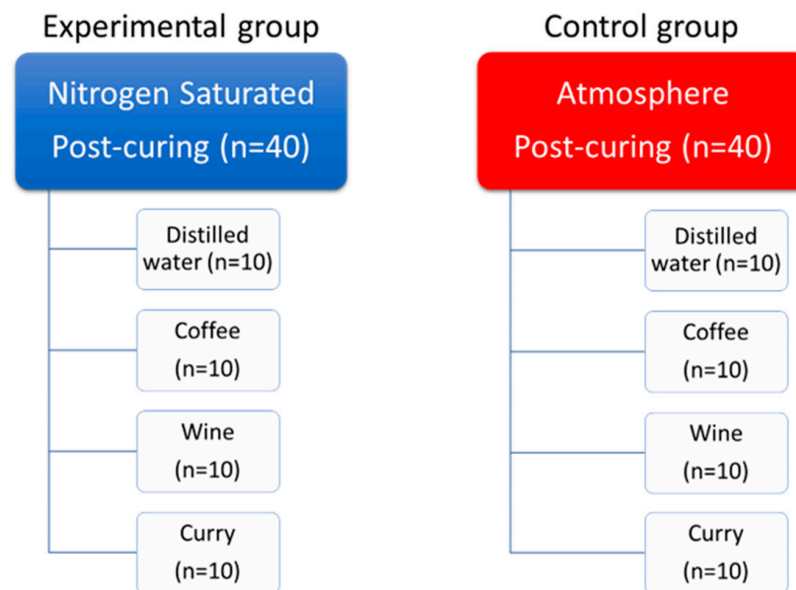 Experimental group
Nitrogen Saturated
Post-curing (n=40)
Distilled
water (n=10)
Coffee
(n=10)
Wine
(n=10)
Curry
(n=10)
Control group
Atmosphere
Post-curing (n=40)
Distilled
water (n=10)
Coffee
(n=10)
Wine
(n=10)
Curry
(n=10)